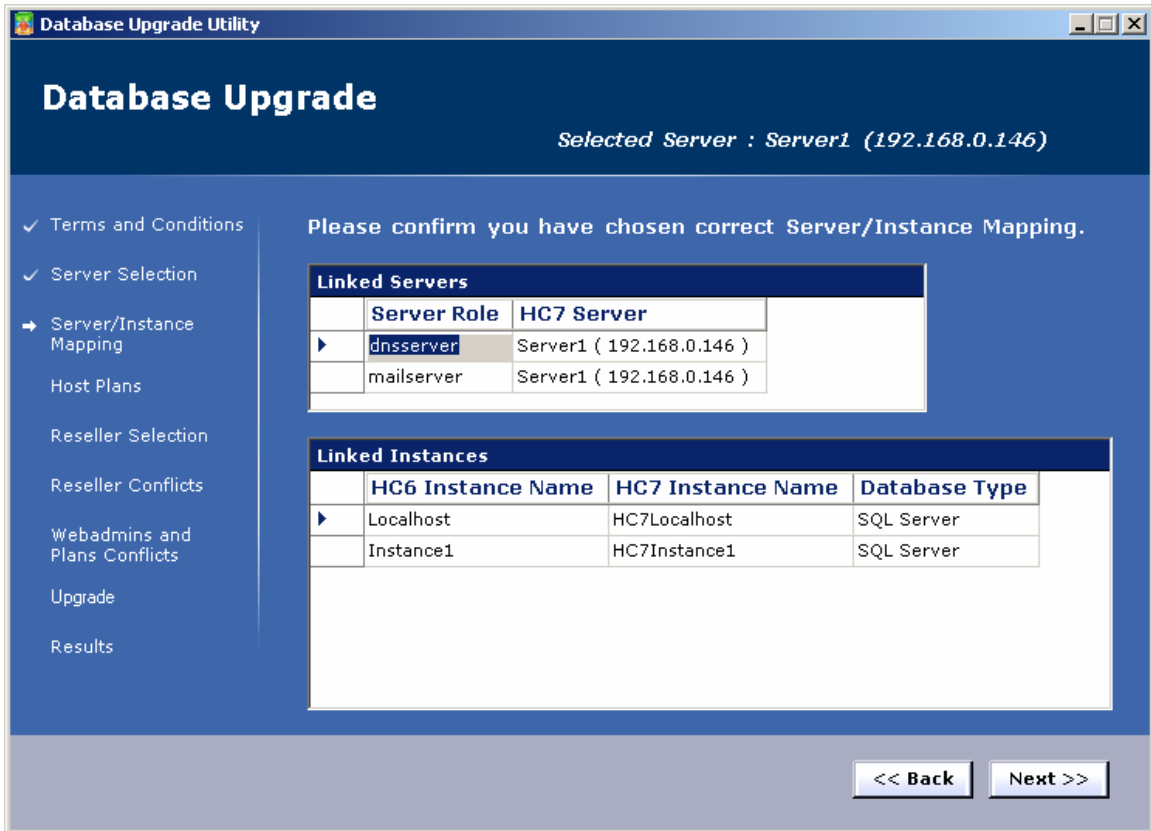 Database Upgrade Utility
Database Upgrade
Selected Server : Server1 (192.168.0.146)
Terms and Conditions
Server Selection
Server/Instance
Mapping
Host Plans
Reseller Selection
Reseller Conflicts
Webadmins and
Plans Conflicts
Upgrade
Results
Please confirm you have chosen correct Server/Instance Mapping.
Linked Servers
Server Role HC7 Server
dnsserver Server1 ( 192.168.0.146 )
mailserver Server1 ( 192.168.0.146 )
Linked Instances
HC6 Instance Name HC7 Instance Name Database Type
Localhost HC7Localhost SQL Server
Instance1 HC7Instance1 SQL Server
<< Back Next >>